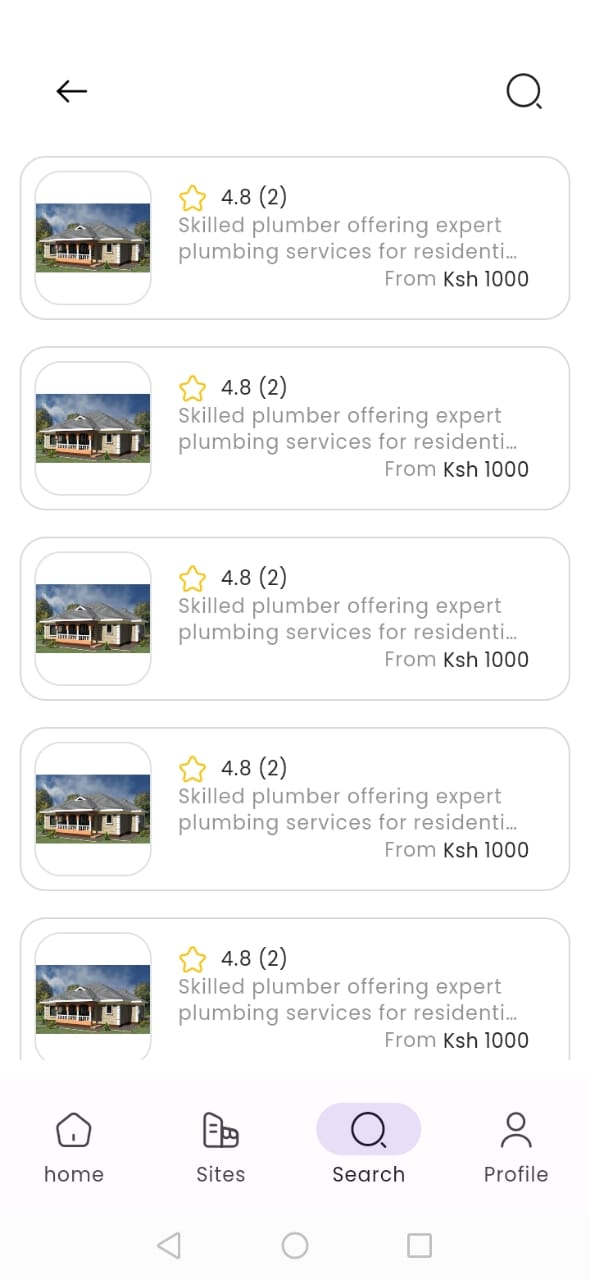 4.8 (2)
Skilled plumber offering expert
plumbing services for residenti...
From Ksh 1000
4.8 (2)
Skilled plumber offering expert
plumbing services for residenti...
From Ksh 1000
4.8 (2)
Skilled plumber offering expert
plumbing services for residenti...
From Ksh 1000
4.8 (2)
Skilled plumber offering expert
plumbing services for residenti...
From Ksh 1000
4.8 (2)
Skilled plumber offering expert
plumbing services for residenti...
From Ksh 1000
home Sites Search Profile